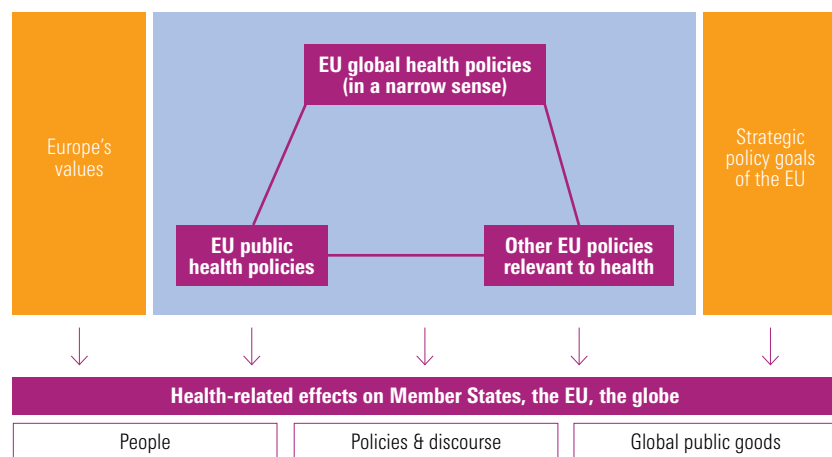 EU global health policies
(in a narrow sense)
Europe's
values
Strategic
policy goals
of the EU
EU public
health policies
Other EU policies
relevant to health
Health-related effects on Member States, the EU, the globe
People
Policies & discourse
Global public goods